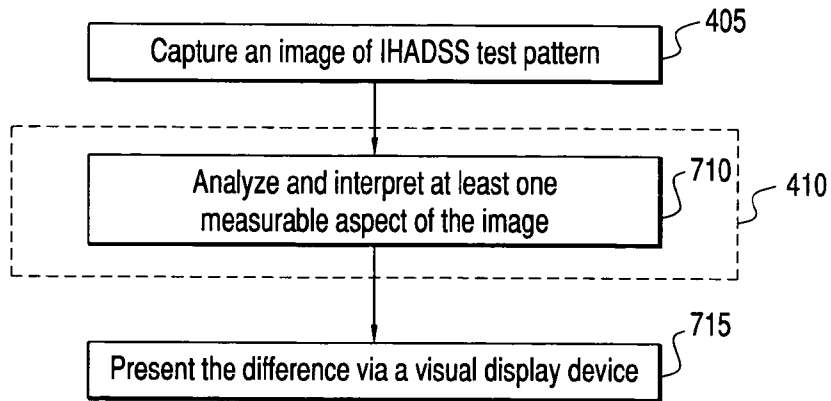 Capture an image of IHADSS test pattern
405
Analyze and interpret at least one
measurable aspect of the image
710
410
Present the difference via a visual display device
715